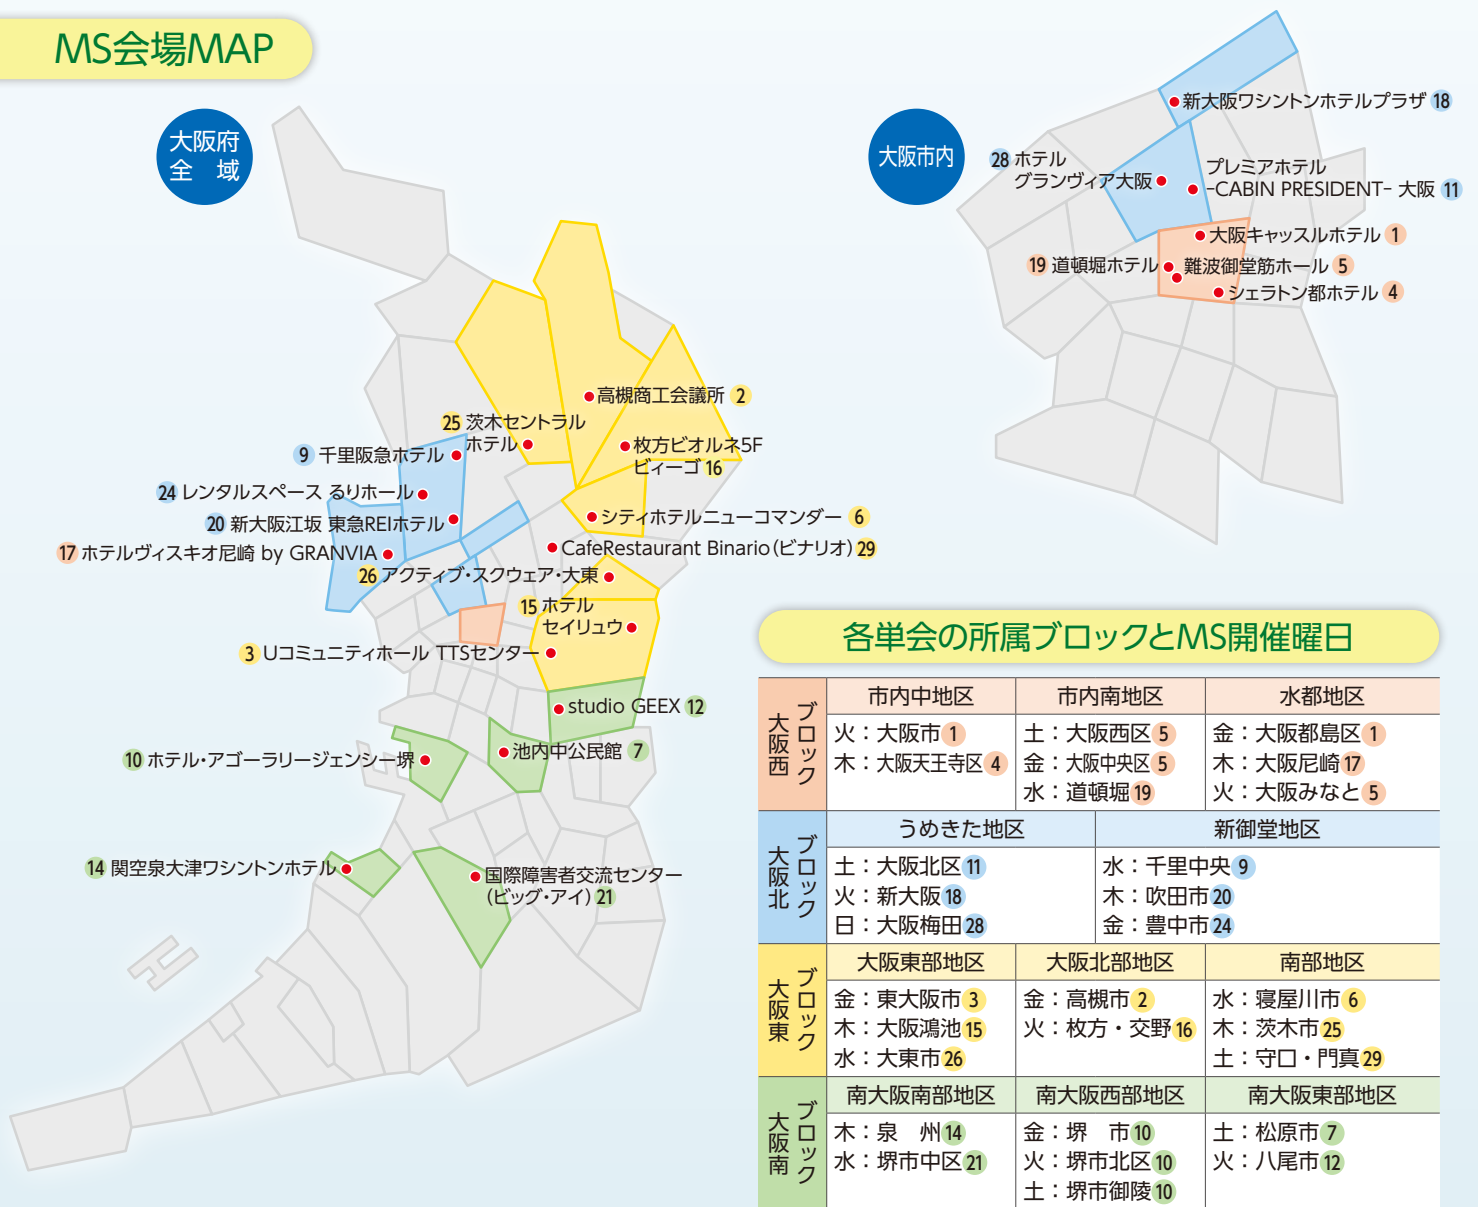 MS会場MAP
大阪府
全　域
大阪市内
新大阪ワシントンホテルプラザ 18
28 ホテル
グランヴィア大阪
プレミアホテル
-CABIN PRESIDENT- 大阪 11
大阪キャッスルホテル 1
19 道頓堀ホテル
難波御堂筋ホール 5
シェラトン都ホテル 4
高槻商工会議所 2
25 茨木セントラル
ホテル
枚方ビオルネ5F
ビィーゴ 16
9 千里阪急ホテル
24 レンタルスペース るりホール
20 新大阪江坂 東急REIホテル
シティホテルニューコマンダー 6
17 ホテルヴィスキオ尼崎 by GRANVIA
CafeRestaurant Binario（ビナリオ） 29
26 アクティブ・スクウェア・大東
15 ホテル
セイリュウ
3 Uコミュニティホール TTSセンター
studio GEEX 12
10 ホテル・アゴーラリージェンシー堺
池内中公民館 7
14 関空泉大津ワシントンホテル
国際障害者交流センター
（ビッグ・アイ） 21
各単会の所属ブロックとMS開催曜日
大阪西ブロック
市内中地区 市内南地区 水都地区
火：大阪市 1 土：大阪西区 5 金：大阪都島区 1
木：大阪天王寺区 4 金：大阪中央区 5 木：大阪尼崎 17
水：道頓堀 19 火：大阪みなと 5
大阪北ブロック
うめきた地区 新御堂地区
土：大阪北区 11 水：千里中央 9
火：新大阪 18 木：吹田市 20
日：大阪梅田 28 金：豊中市 24
大阪東ブロック
大阪東部地区 大阪北部地区 南部地区
金：東大阪市 3 金：高槻市 2 水：寝屋川市 6
木：大阪鴻池 15 火：枚方・交野 16 木：茨木市 25
水：大東市 26 土：守口・門真 29
大阪南ブロック
南大阪南部地区 南大阪西部地区 南大阪東部地区
木：泉　州 14 金：堺　市 10 土：松原市 7
水：堺市中区 21 火：堺市北区 10 火：八尾市 12
土：堺市御陵 10